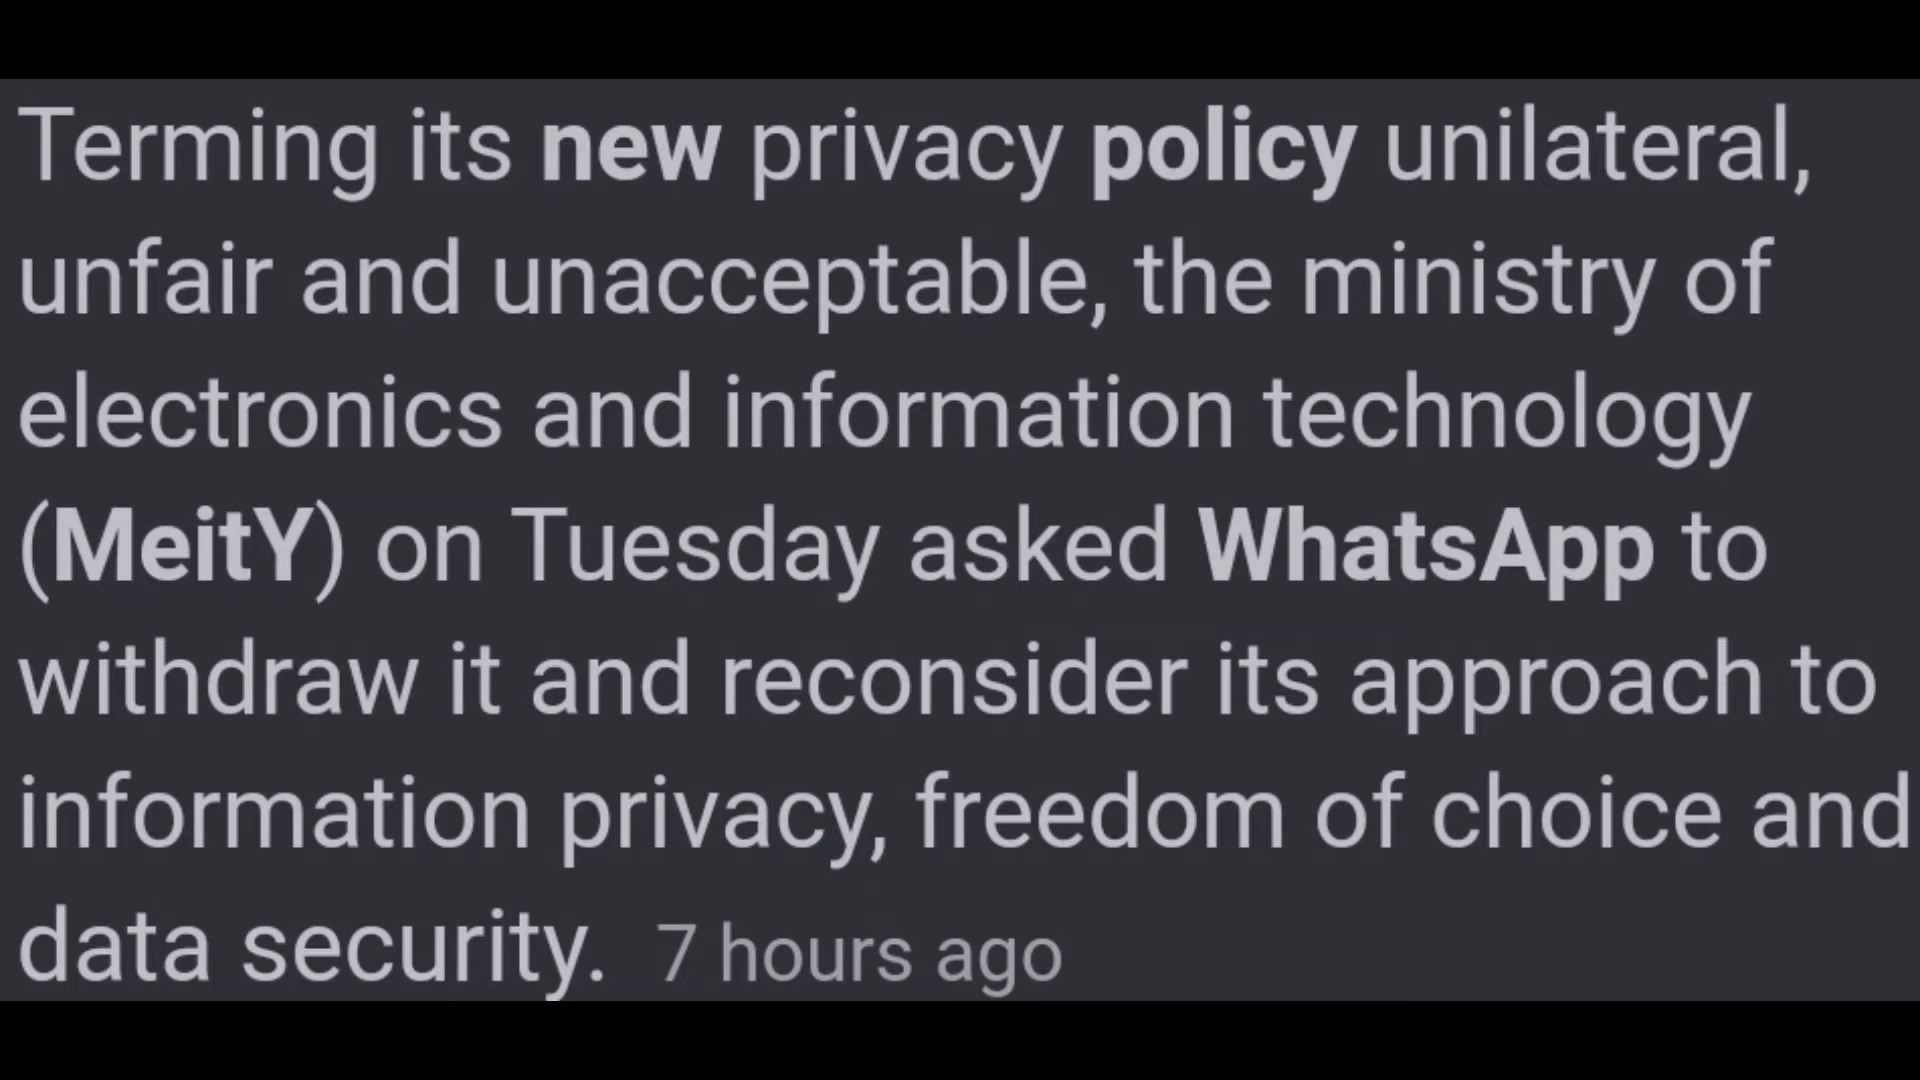 Terming its new privacy policy unilateral,
unfair and unacceptable, the ministry of
electronics and information technology
(MeitY) on Tuesday asked WhatsApp to
withdraw it and reconsider its approach to
information privacy, freedom of choice and
data security. 7 hours ago